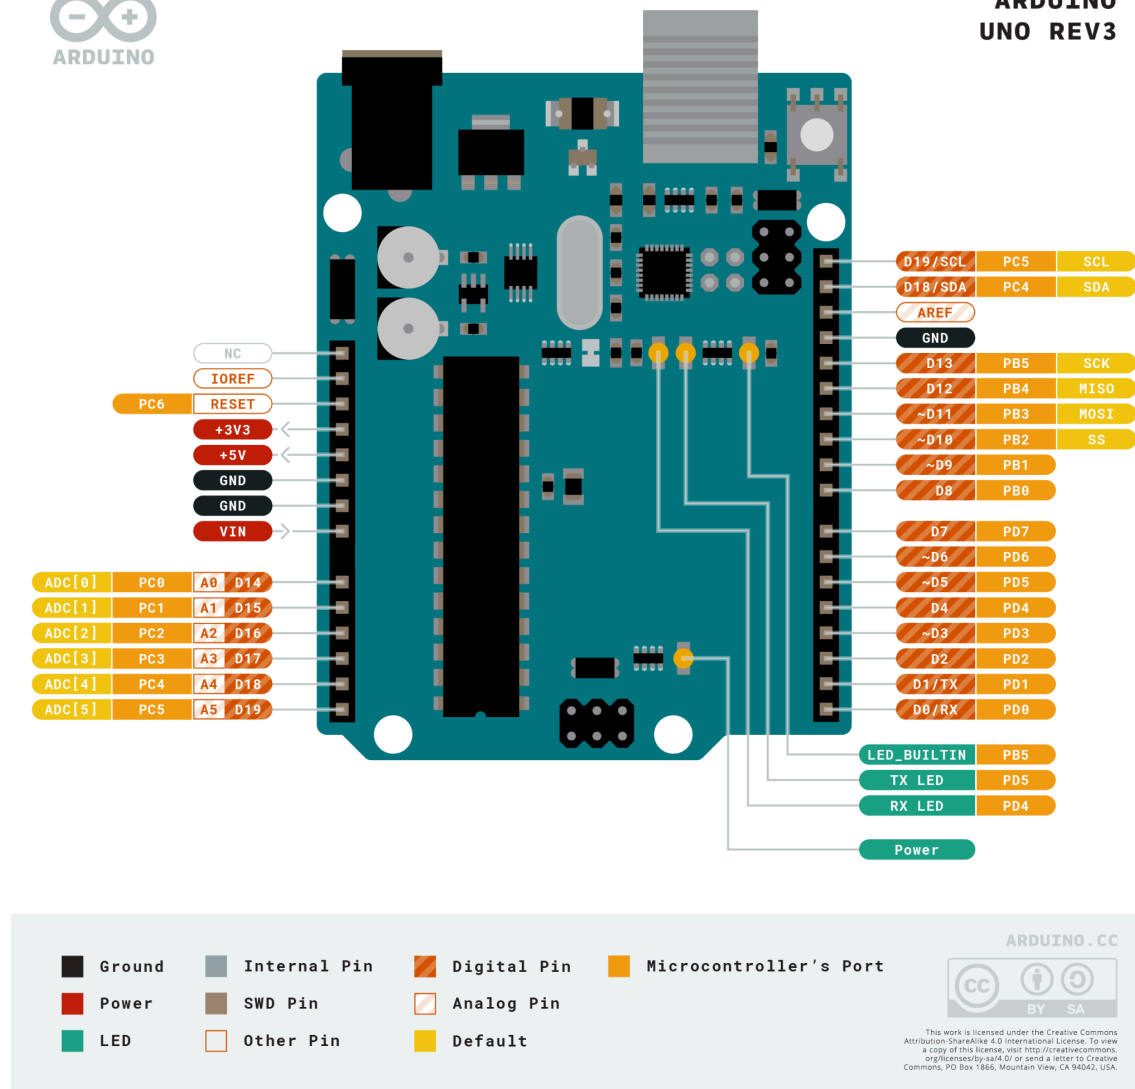 ARDUINO
ARDUINO
UNO REV3
D19/SCL PC5 SCL
D18/SDA PC4 SDA
AREF
GND
D13 PB5 SCK
D12 PB4 MISO
~D11 PB3 MOSI
~D10 PB2 SS
~D9 PB1
D8 PB0
D7 PD7
~D6 PD6
~D5 PD5
D4 PD4
~D3 PD3
D2 PD2
D1/TX PD1
D0/RX PD0
NC
IOREF
PC6 RESET
+3V3
+5V
GND
GND
VIN
ADC[0] PC0 A0 D14
ADC[1] PC1 A1 D15
ADC[2] PC2 A2 D16
ADC[3] PC3 A3 D17
ADC[4] PC4 A4 D18
ADC[5] PC5 A5 D19
LED_BUILTIN PB5
TX LED PD5
RX LED PD4
Power
Ground Internal Pin Digital Pin Microcontroller's Port
Power SWD Pin Analog Pin
LED Other Pin Default
ARDUINO.CC
cc
BY SA
This work is licensed under the Creative Commons
Attribution-ShareAlike 4.0 International License. To view
a copy of this license, visit http://creativecommons.
org/licenses/by-sa/4.0/ or send a letter to Creative
Commons, PO Box 1866, Mountain View, CA 94042, USA.